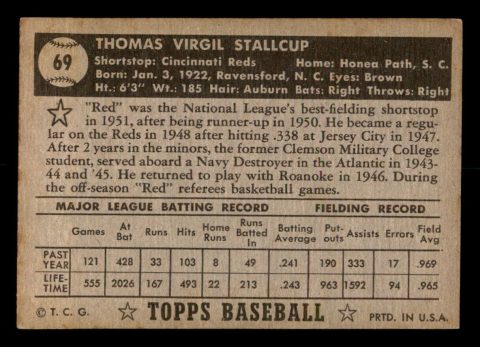 69
THOMAS VIRGIL STALLCUP
Shortstop: Cincinnati Reds Home: Honea Path, S. C.
Born: Jan. 3, 1922, Ravensford, N. C. Eyes: Brown
Ht.: 6'3" Wt.: 185 Hair: Auburn Bats: Right Throws: Right
"Red" was the National League's best-fielding shortstop
in 1951, after being runner-up in 1950. He became a regu-
lar on the Reds in 1948 after hitting .338 at Jersey City in 1947.
After 2 years in the minors, the former Clemson Military College
student, served aboard a Navy Destroyer in the Atlantic in 1943-
44 and '45. He returned to play with Roanoke in 1946. During
the off-season "Red" referees basketball games.
MAJOR LEAGUE BATTING RECORD FIELDING RECORD
Games At Bat Runs Hits Home Runs Runs Batted In Batting Average Put-outs Assists Errors Field Avg.
PAST YEAR 121 428 33 103 8 49 .241 190 333 17 .969
LIFE-TIME 555 2026 167 493 22 213 .243 963 1592 94 .965
© T. C. G. TOPPS BASEBALL PRTD. IN U.S.A.